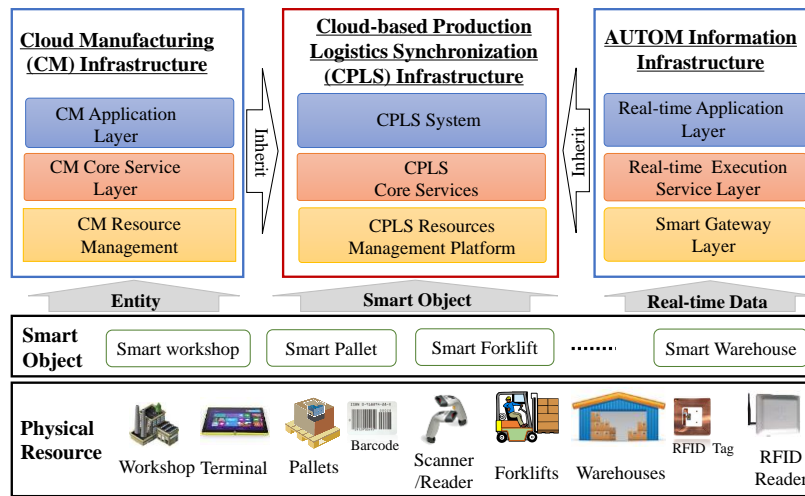 Cloud Manufacturing
(CM) Infrastructure
CM Application
Layer
CM Core Service
Layer
CM Resource
Management
Inherit
Cloud-based Production
Logistics Synchronization
(CPLS) Infrastructure
CPLS System
CPLS
Core Services
CPLS Resources
Management Platform
Inherit
AUTOM Information
Infrastructure
Real-time Application
Layer
Real-time Execution
Service Layer
Smart Gateway
Layer
Entity
Smart Object
Real-time Data
Smart
Object
Smart workshop
Smart Pallet
Smart Forklift
........
Smart Warehouse
Physical
Resource
Workshop
Terminal
Pallets
Barcode
Scanner
/Reader
Forklifts
Warehouses
RFID Tag
RFID
Reader